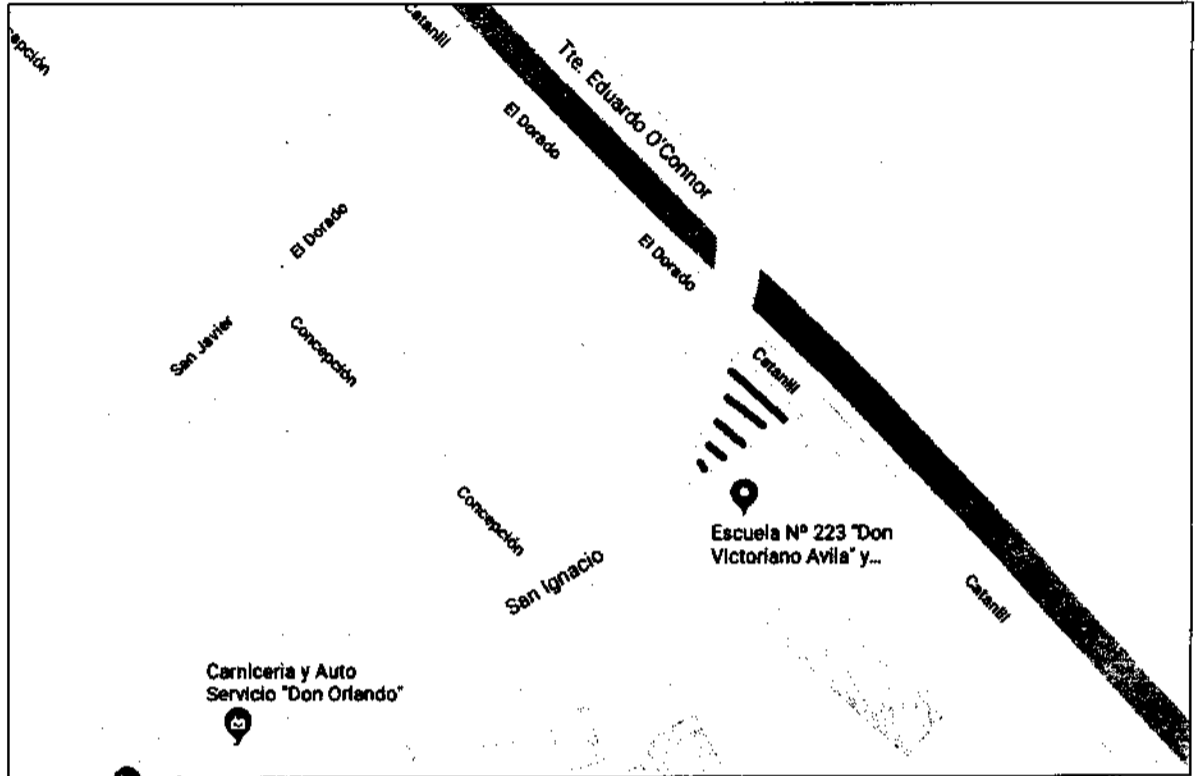 Catanlil
epción
Tte. Eduardo O'Connor
El Dorado
El Dorado
El Dorado
San Javier
Concepción
Catanlil
Concepción
Escuela Nº 223 "Don
Victoriano Avila" y...
San Ignacio
Catanlil
Carniceria y Auto
Servicio "Don Orlando"